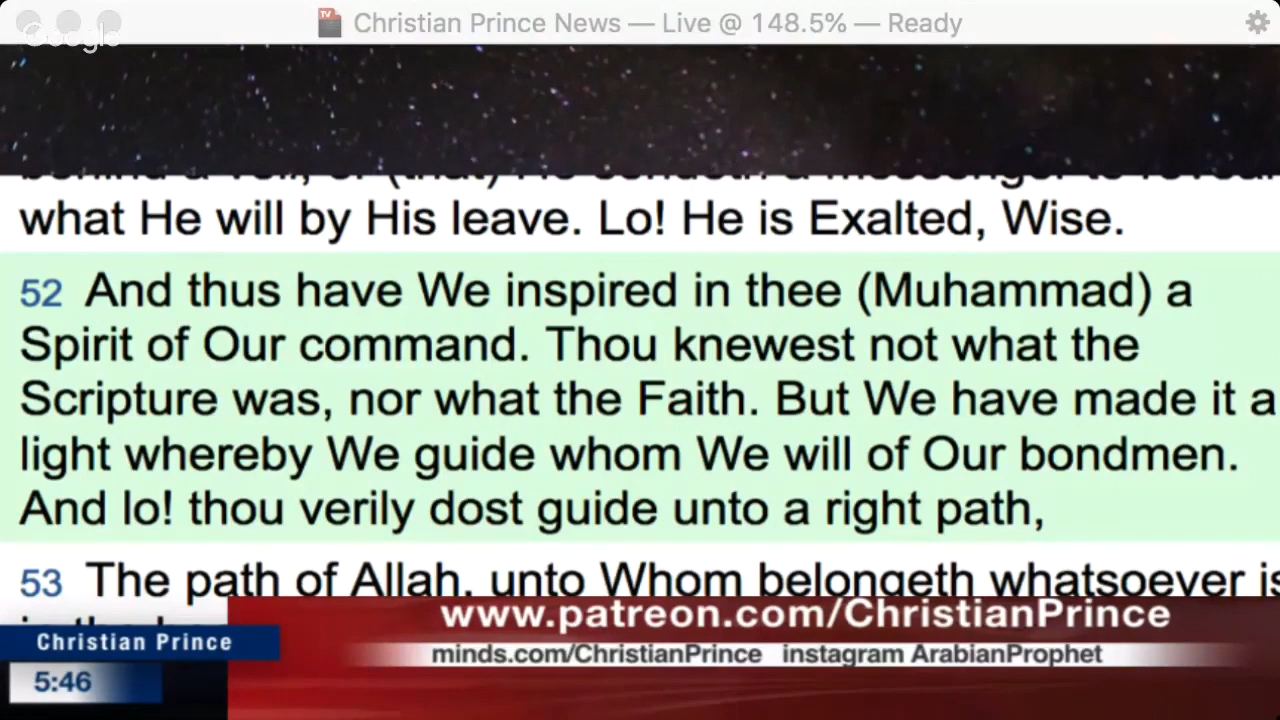 Christian Prince News — Live @ 148.5% — Ready
Google
what He will by His leave. Lo! He is Exalted, Wise.
52 And thus have We inspired in thee (Muhammad) a
Spirit of Our command. Thou knewest not what the
Scripture was, nor what the Faith. But We have made it a
light whereby We guide whom We will of Our bondmen.
And lo! thou verily dost guide unto a right path,
53 The path of Allah, unto Whom belongeth whatsoever is
www.patreon.com/ChristianPrince
Christian Prince
minds.com/ChristianPrince instagram ArabianProphet
5:46